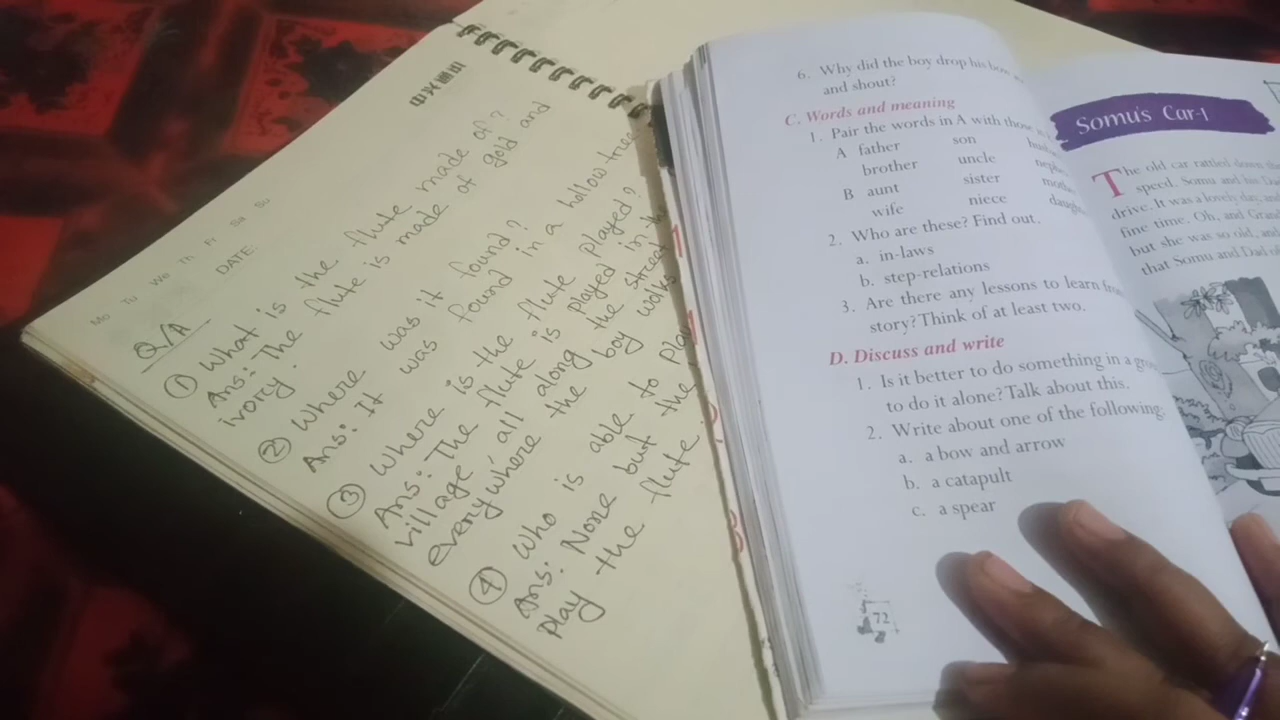 中兴通讯
Mo Tu We Th Fr Sa Su
DATE:
Q/A
① What is the flute made of?
Ans: The flute is made of gold and
ivory.
② Where was it found?
Ans: It was found in a hollow tree
③ Where is the flute played?
Ans: The flute is played in
village all along the street
everywhere the boy walks
④ Who is able to play
Ans: None but the
play the flute.
6. Why did the boy drop his
and shout?
C. Words and meaning
1. Pair the words in A with those
A father son
brother uncle
B aunt sister
wife niece
2. Who are these? Find out.
a. in-laws
b. step-relations
3. Are there any lessons to learn
story? Think of at least two.
D. Discuss and write
1. Is it better to do something in a
to do it alone? Talk about this.
2. Write about one of the following:
a. a bow and arrow
b. a catapult
c. a spear
72
Somu's Car-1
The old car rattled down
speed. Somu and his
drive. It was a lovely day, and
fine time. Oh, and
but she was so old, and
that Somu and Dad